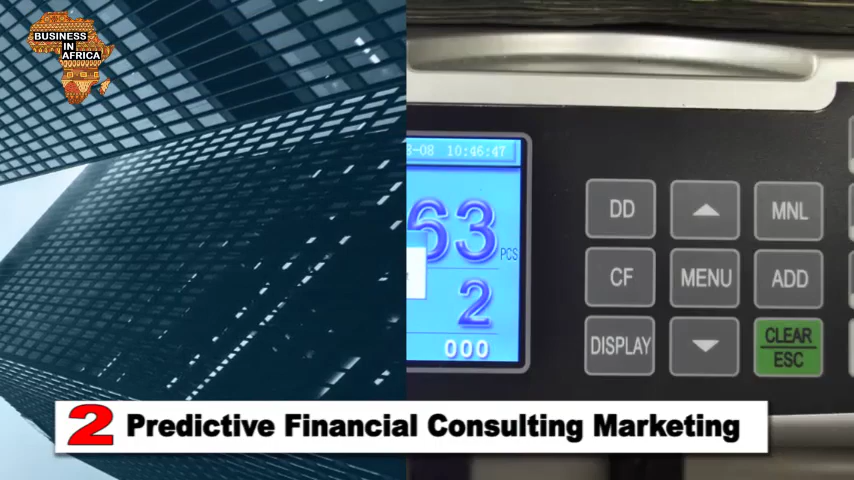 BUSINESS
IN
AFRICA
-08 10:46:47
63
PCS
2
000
DD
MNL
CF
MENU
ADD
DISPLAY
CLEAR
ESC
2 Predictive Financial Consulting Marketing